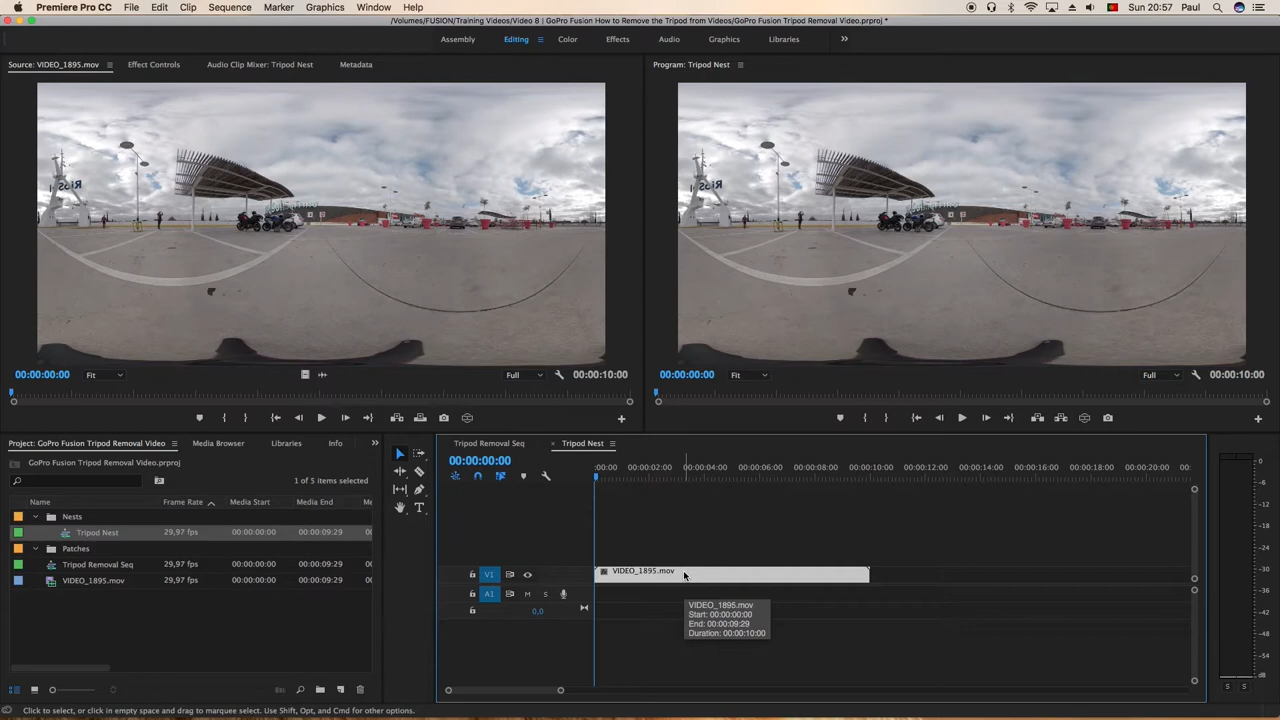 Premiere Pro CC File Edit Clip Sequence Marker Graphics Window Help Sun 20:57 Paul
/Volumes/FUSION/Training Videos/Video 8 | GoPro Fusion How to Remove the Tripod from Videos/GoPro Fusion Tripod Removal Video.prproj *
Assembly Editing Color Effects Audio Graphics Libraries
Source: VIDEO_1895.mov Effect Controls Audio Clip Mixer: Tripod Nest Metadata
Program: Tripod Nest
00:00:00:00 Fit Full 00:00:10:00
00:00:00:00 Fit Full 00:00:10:00
Project: GoPro Fusion Tripod Removal Video Media Browser Libraries Info
GoPro Fusion Tripod Removal Video.prproj
1 of 5 items selected
Name Frame Rate Media Start Media End Me
Nests
Tripod Nest 29,97 fps 00:00:00:00 00:00:09:29 00
Patches
Tripod Removal Seq 29,97 fps 00:00:00:00 00:00:09:29 00
VIDEO_1895.mov 29,97 fps 00:00:00:00 00:00:09:29 00
Tripod Removal Seq × Tripod Nest
00:00:00:00
:00:00 00:00:02:00 00:00:04:00 00:00:06:00 00:00:08:00 00:00:10:00 00:00:12:00 00:00:14:00 00:00:16:00 00:00:18:00 00:00:20:00 00:
V1 VIDEO_1895.mov
A1 M S
0,0
VIDEO_1895.mov
Start: 00:00:00:00
End: 00:00:09:29
Duration: 00:00:10:00
0
-6
-12
-18
-24
-30
-36
-42
-48
-54
dB
S S
Click to select, or click in empty space and drag to marquee select. Use Shift, Opt, and Cmd for other options.